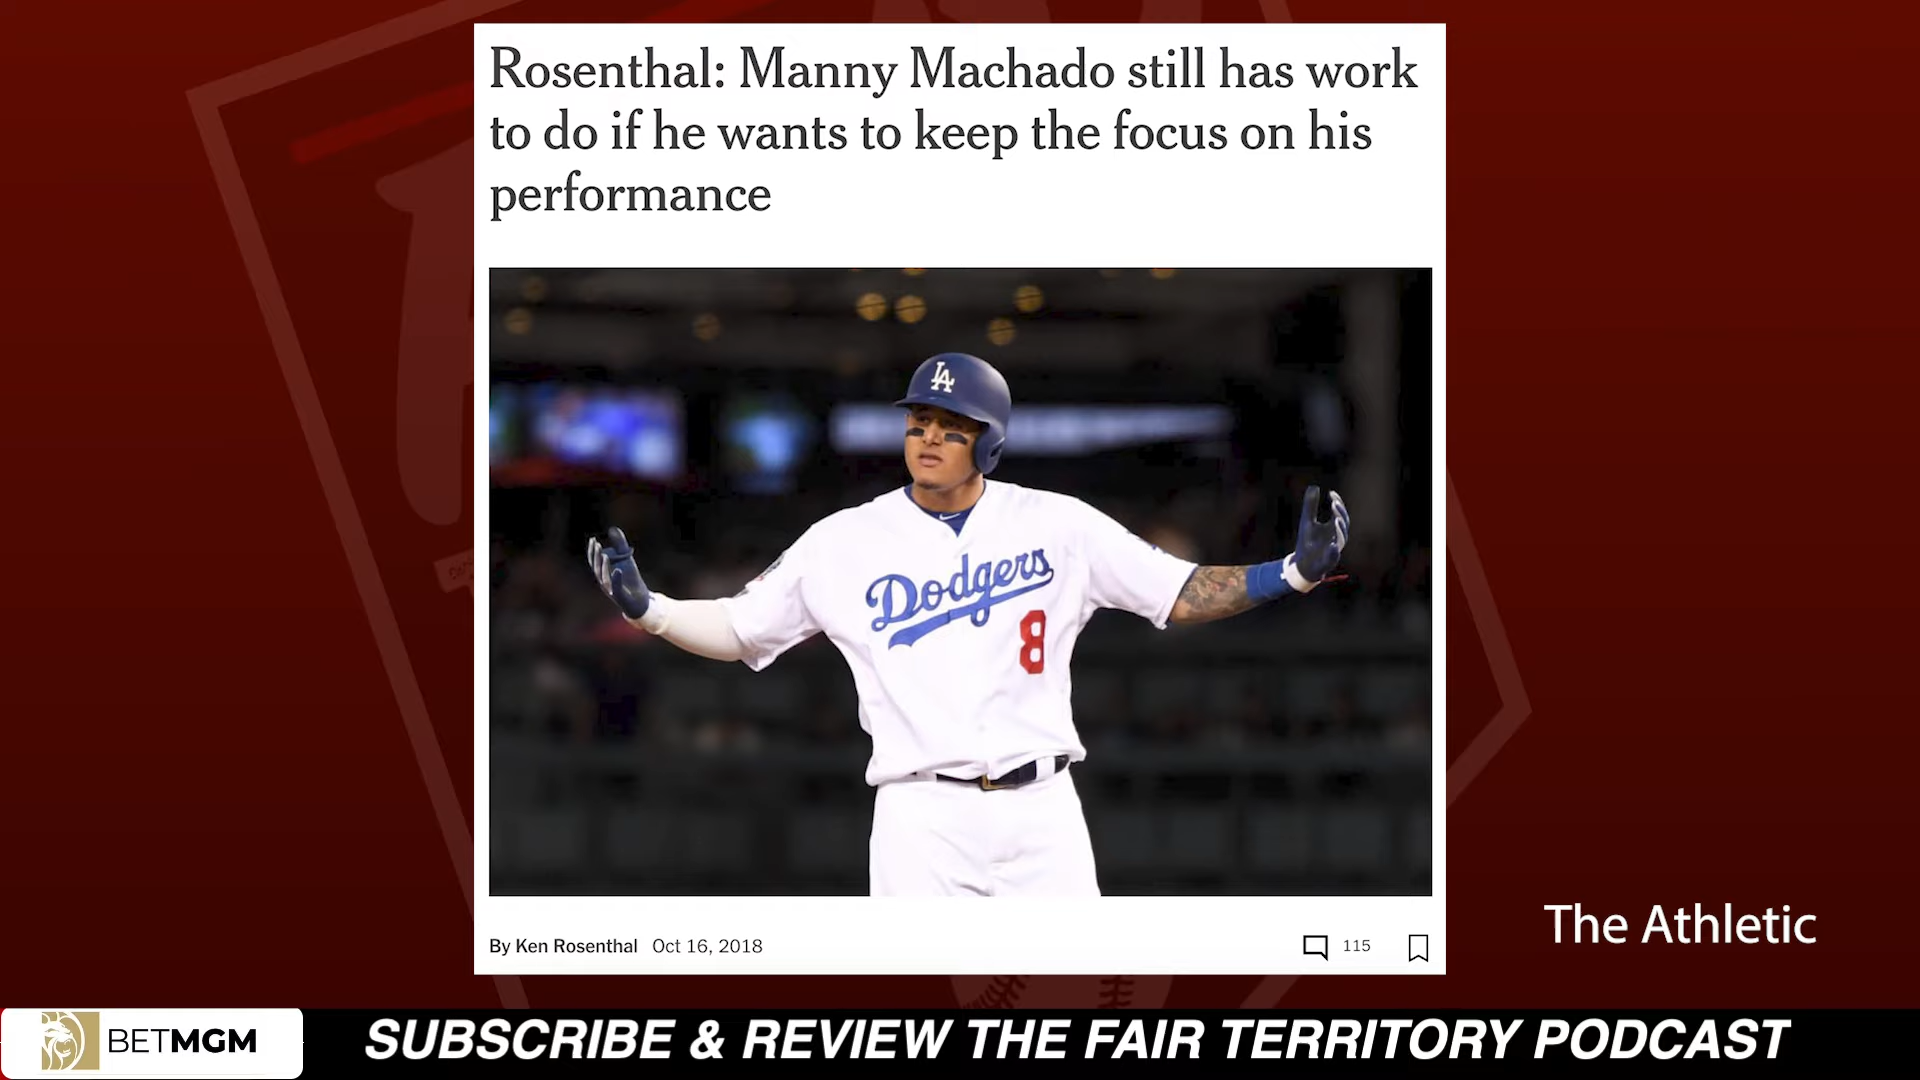 Rosenthal: Manny Machado still has work
to do if he wants to keep the focus on his
performance
LA
Dodgers
8
By Ken Rosenthal Oct 16, 2018
115
The Athletic
BETMGM
SUBSCRIBE & REVIEW THE FAIR TERRITORY PODCAST